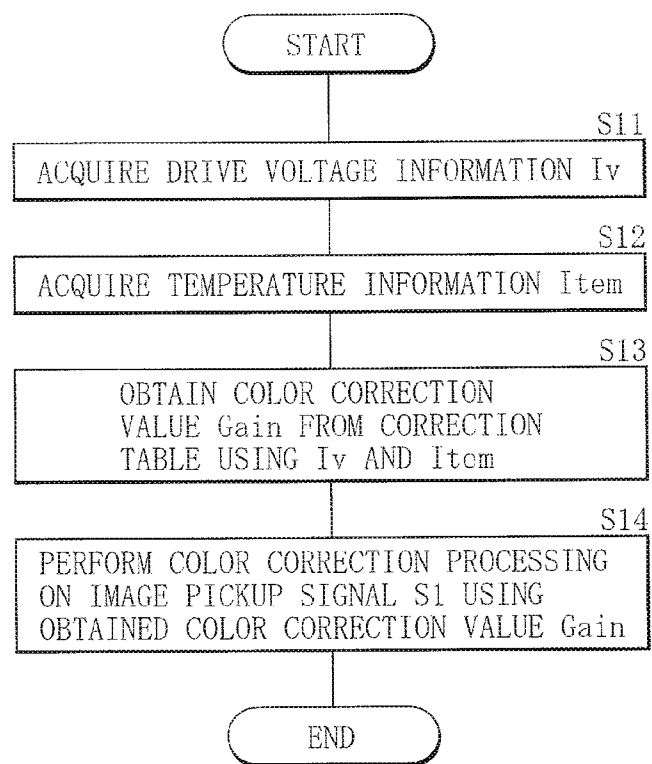 START
S11
ACQUIRE DRIVE VOLTAGE INFORMATION Iv
S12
ACQUIRE TEMPERATURE INFORMATION Item
S13
OBTAIN COLOR CORRECTION
VALUE Gain FROM CORRECTION
TABLE USING Iv AND Item
S14
PERFORM COLOR CORRECTION PROCESSING
ON IMAGE PICKUP SIGNAL S1 USING
OBTAINED COLOR CORRECTION VALUE Gain
END